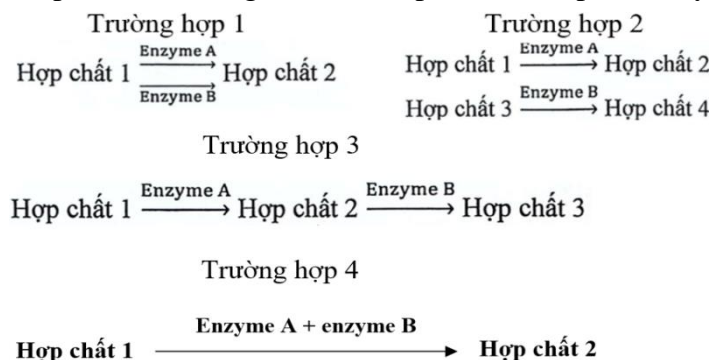 Trường hợp 1
Enzyme A
Hợp chất 1 Hợp chất 2
Enzyme B
Trường hợp 2
Enzyme A
Hợp chất 1 Hợp chất 2
Enzyme B
Hợp chất 3 Hợp chất 4
Trường hợp 3
Enzyme A Enzyme B
Hợp chất 1 Hợp chất 2 Hợp chất 3
Trường hợp 4
Enzyme A + enzyme B
Hợp chất 1 Hợp chất 2